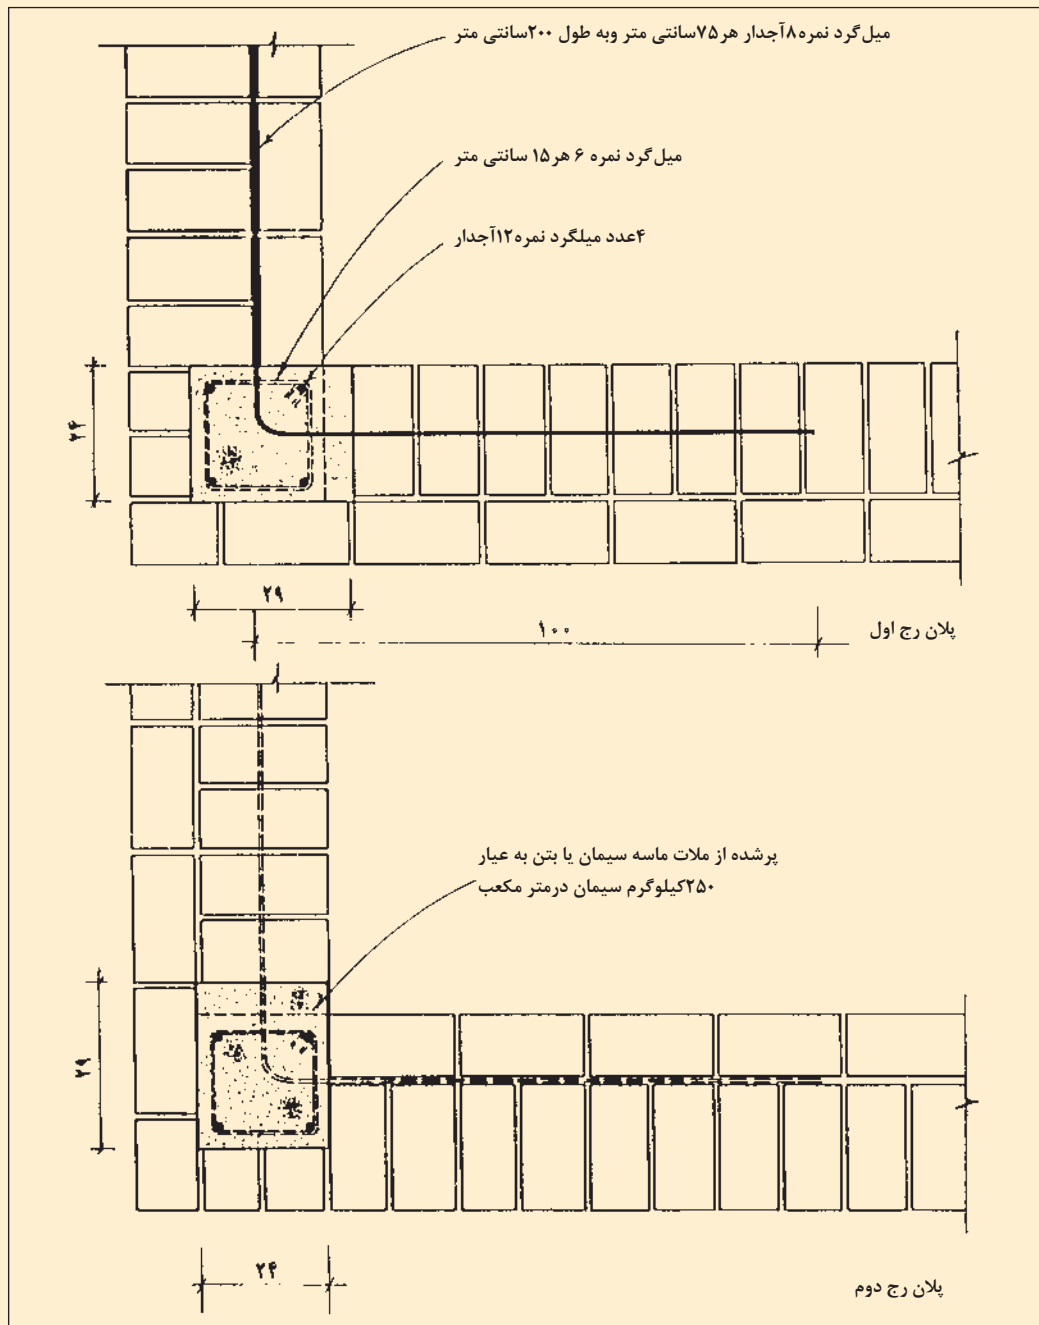 میل‌گرد نمره۸آجدار هر۷۵سانتی متر وبه طول ۲۰۰سانتی متر
میل‌گرد نمره ۶ هر۱۵ سانتی متر
۴عدد میلگرد نمره۱۲آجدار
۲۴
۲۹
۱۰۰
پلان رج اول
پرشده از ملات ماسه سیمان یا بتن به عیار
۲۵۰کیلوگرم سیمان درمتر مکعب
۲۹
۲۴
پلان رج دوم